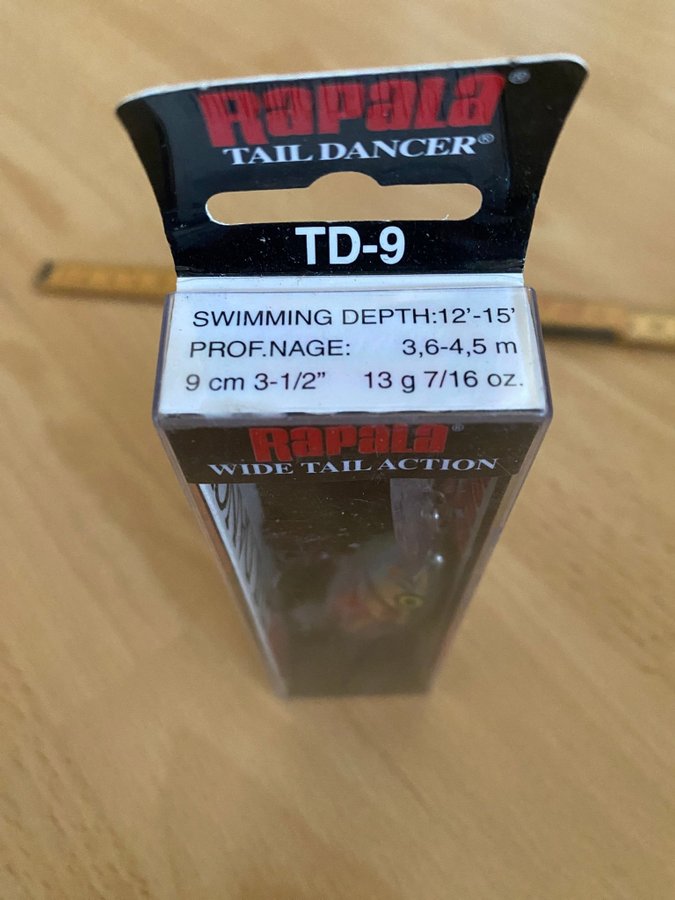 Rapala®
TAIL DANCER®
TD-9
SWIMMING DEPTH:12'-15'
PROF.NAGE: 3,6-4,5 m
9 cm 3-1/2" 13 g 7/16 oz.
Rapala®
WIDE TAIL ACTION